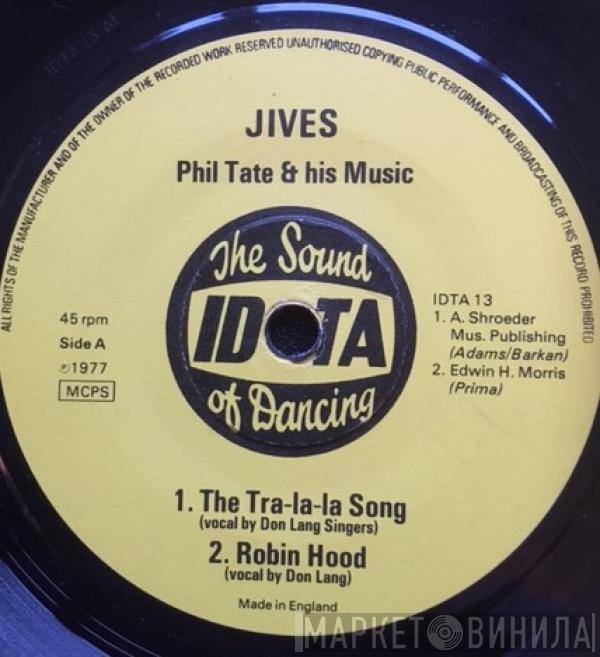 ALL RIGHTS OF THE MANUFACTURER AND OF THE OWNER OF THE RECORDED WORK RESERVED UNAUTHORISED COPYING PUBLIC PERFORMANCE AND BROADCASTING OF THIS RECORD PROHIBITED
JIVES
Phil Tate & his Music
The Sound
IDTA
of Dancing
45 rpm
Side A
℗1977
MCPS
IDTA 13
1. A. Shroeder
Mus. Publishing
(Adams/Barkan)
2. Edwin H. Morris
(Prima)
1. The Tra-la-la Song
(vocal by Don Lang Singers)
2. Robin Hood
(vocal by Don Lang)
Made in England
МАРКЕТ ВИНИЛА